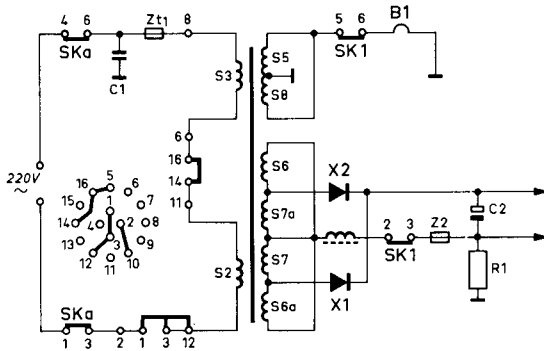 4 6 Zt1 8
SKa
C1
S3
S5
S8
5 6 B1
SK1
6
16
14
11
220V
~
5
16 6
15 1 7
14 4 2 8
13 3 9
12 11 10
S6
X2
S7a
S7
S6a
X1
C2
2 3 Z2
SK1
R1
S2
SKa
1 3 2 1 3 12